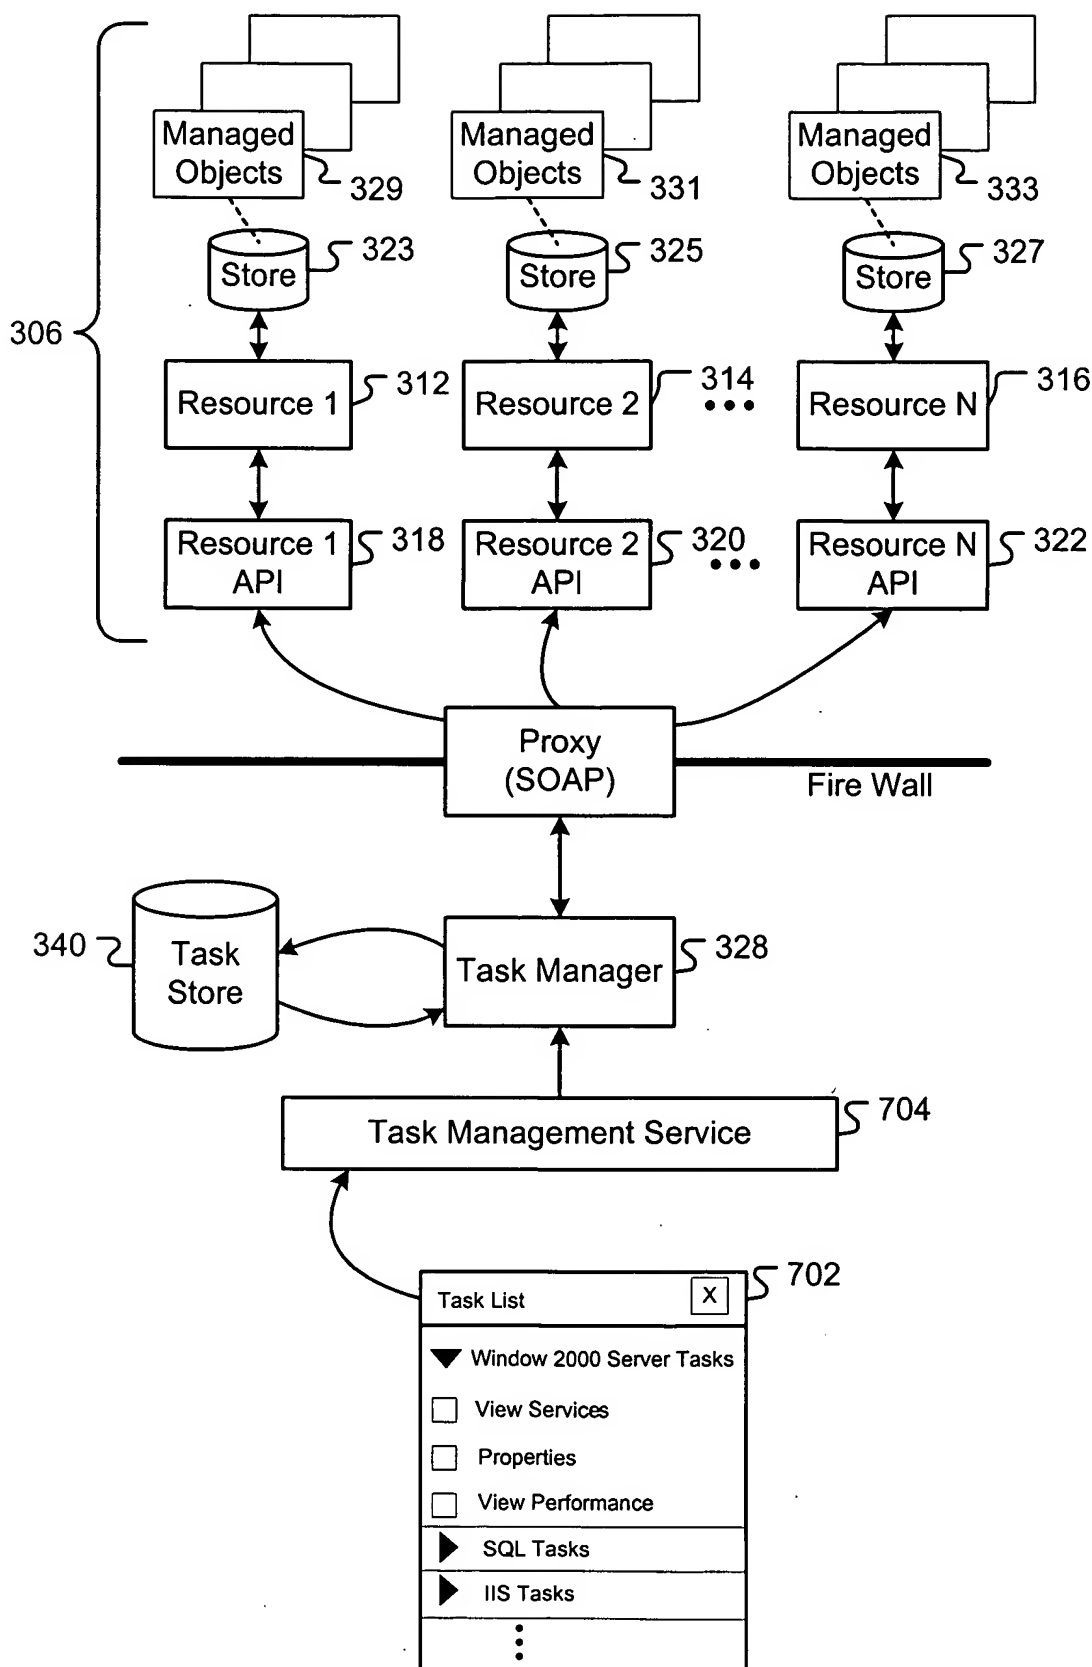 Managed Objects
329
Managed Objects
331
Managed Objects
333
Store
323
Store
325
Store
327
306
Resource 1
312
Resource 2
314
Resource N
316
Resource 1 API
318
Resource 2 API
320
Resource N API
322
Proxy
(SOAP)
Fire Wall
340
Task
Store
Task Manager
328
Task Management Service
704
702
Task List
X
Window 2000 Server Tasks
View Services
Properties
View Performance
SQL Tasks
IIS Tasks